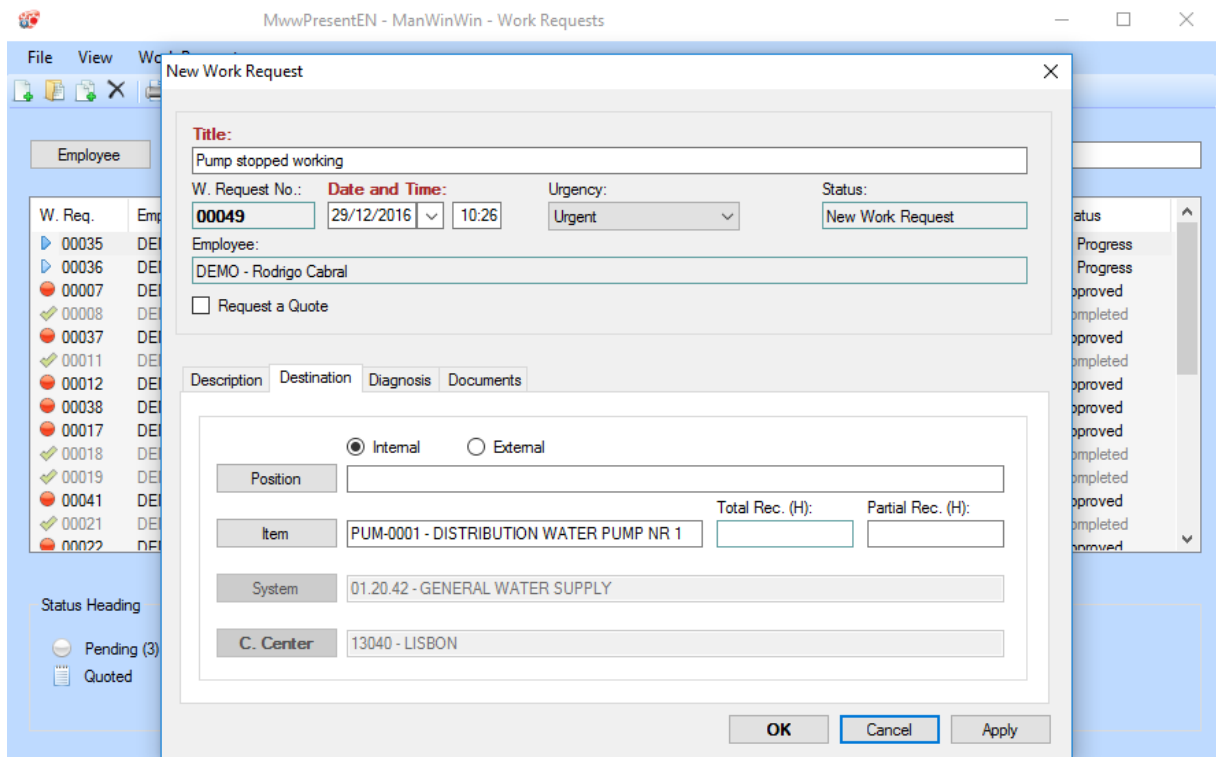 MwwPresentEN - ManWinWin - Work Requests
File View
New Work Request
Title:
Employee
Pump stopped working
W. Request No.: Date and Time: Urgency: Status:
00049 29/12/2016 10:26 Urgent New Work Request
Employee:
DEMO - Rodrigo Cabral
Request a Quote
W. Req.
00035 Progress
00036 Progress
00007
00008
00037
00011
00012
00038
00017
00018
00019
00041
00021
00022
Description Destination Diagnosis Documents
Internal External
Position
Total Rec. (H): Partial Rec. (H):
Item PUM-0001 - DISTRIBUTION WATER PUMP NR 1
System 01.20.42 - GENERAL WATER SUPPLY
C. Center 13040 - LISBON
Status Heading
Pending (3)
Quoted
OK Cancel Apply